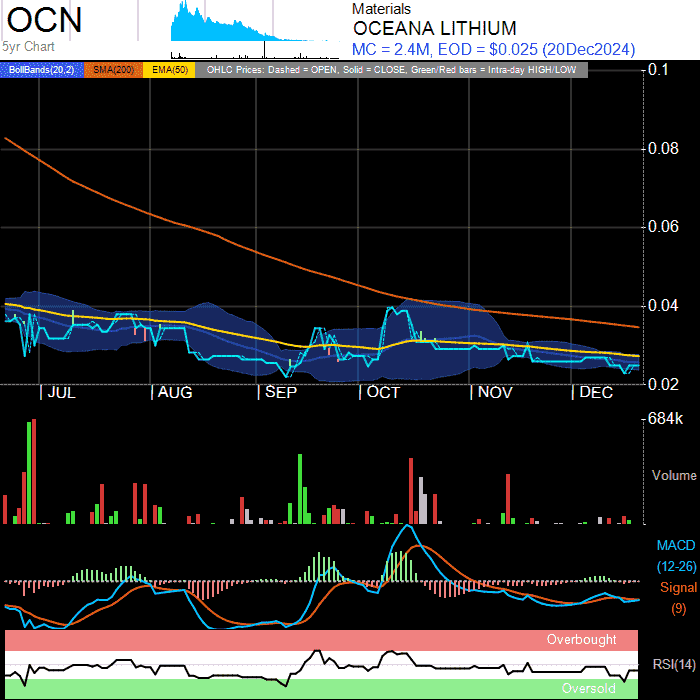 OCN
5yr Chart
Materials
OCEANA LITHIUM
MC = 2.4M, EOD = $0.025 (20Dec2024)
BollBands(20,2) SMA(200) EMA(50) OHLC Prices: Dashed = OPEN, Solid = CLOSE, Green/Red bars = Intra-day HIGH/LOW
0.1
0.08
0.06
0.04
0.02
JUL AUG SEP OCT NOV DEC
684k
Volume
MACD
(12-26)
Signal
(9)
Overbought
RSI(14)
Oversold